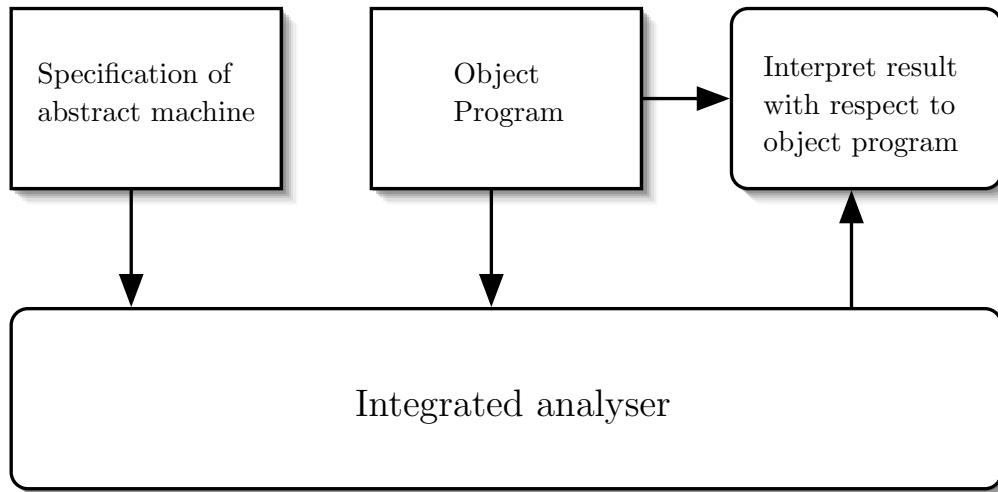 Specification of
abstract machine
Object
Program
Interpret result
with respect to
object program
Integrated analyser